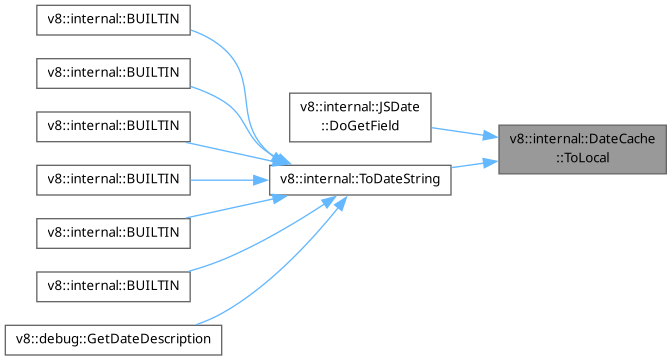 v8::internal::BUILTIN
v8::internal::BUILTIN
v8::internal::BUILTIN
v8::internal::BUILTIN
v8::internal::BUILTIN
v8::internal::BUILTIN
v8::debug::GetDateDescription
v8::internal::JSDate
::DoGetField
v8::internal::ToDateString
v8::internal::DateCache
::ToLocal